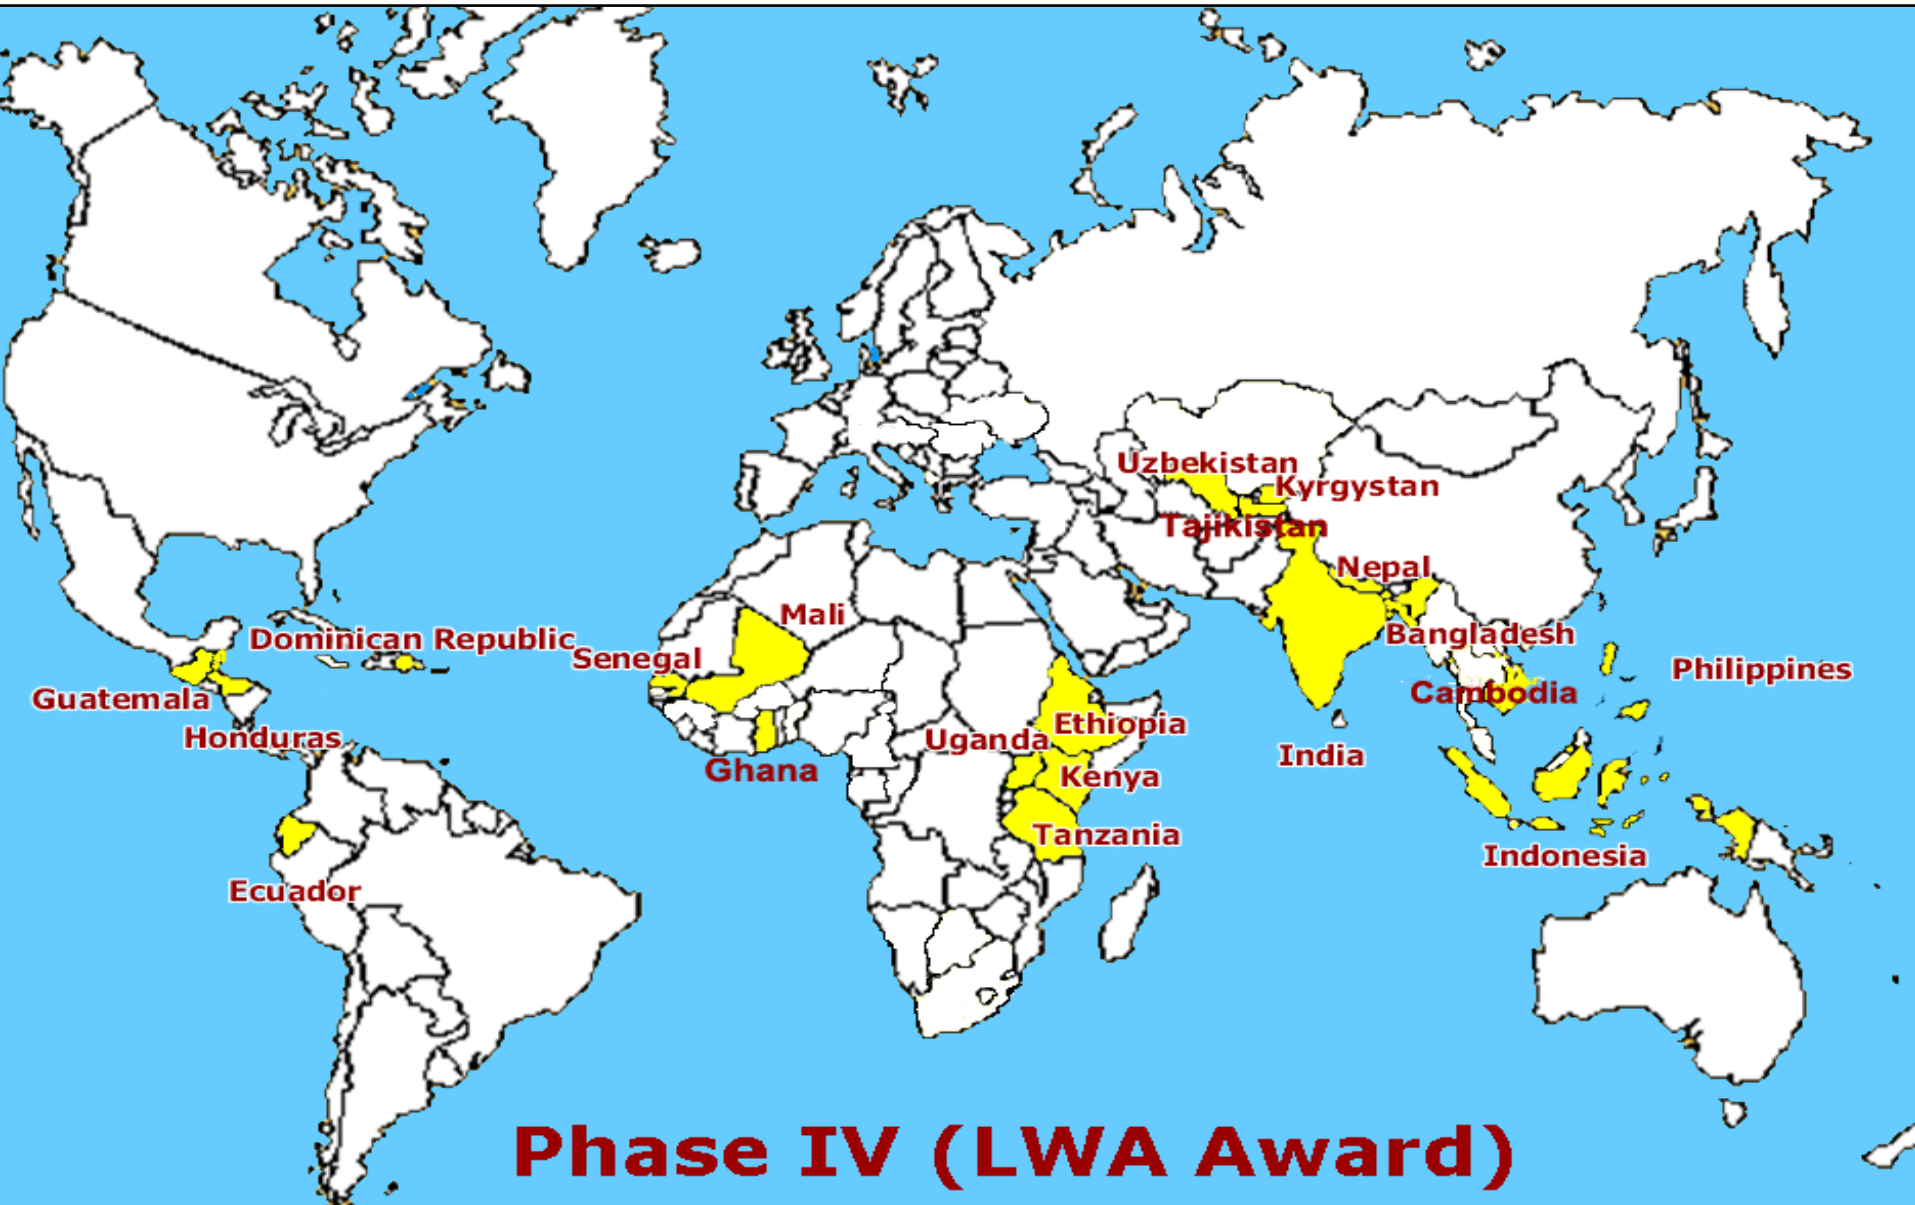 Uzbekistan
Kyrgystan
Tajikistan
Nepal
Mali
Dominican Republic
Bangladesh
Senegal
Philippines
Guatemala
Cambodia
Ethiopia
Honduras
Uganda
India
Ghana
Kenya
Tanzania
Indonesia
Ecuador
Phase IV (LWA Award)